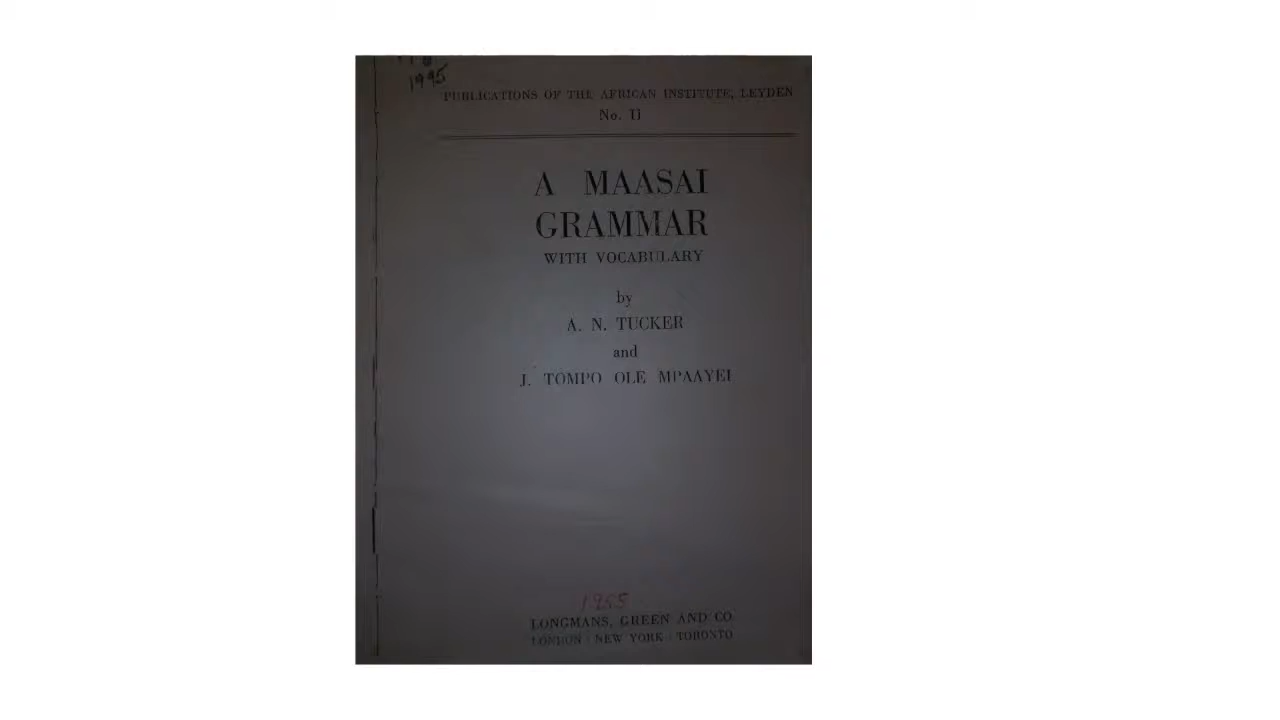 1995
PUBLICATIONS OF THE AFRICAN INSTITUTE, LEYDEN
No. II
A MAASAI
GRAMMAR
WITH VOCABULARY
by
A. N. TUCKER
and
J. TOMPO OLE MPAAYEI
1955
LONGMANS, GREEN AND CO
LONDON · NEW YORK · TORONTO